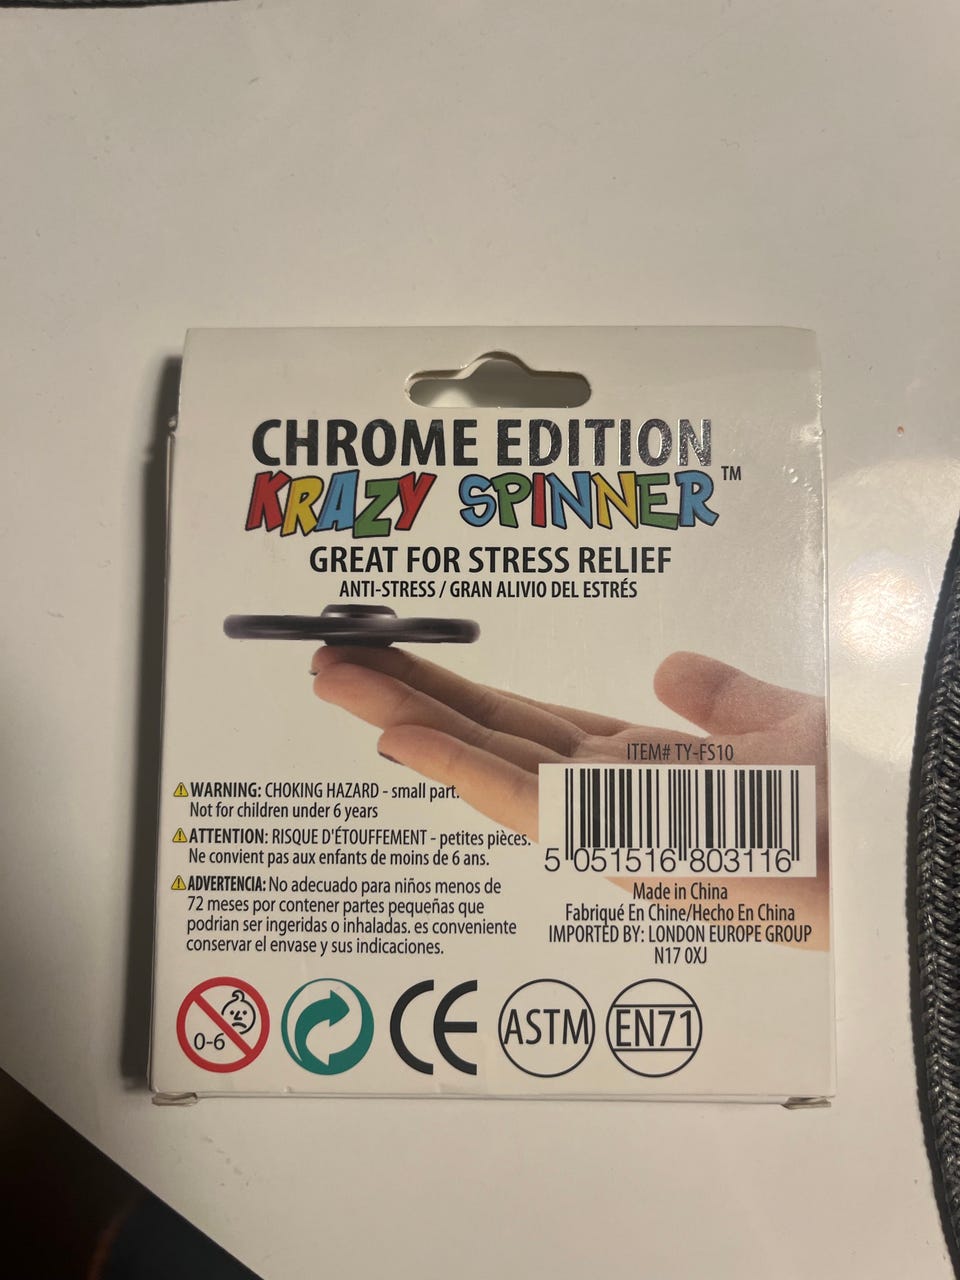 CHROME EDITION
KRAZY SPINNER™
GREAT FOR STRESS RELIEF
ANTI-STRESS / GRAN ALIVIO DEL ESTRÉS
ITEM# TY-FS10
5 051516 803116
⚠ WARNING: CHOKING HAZARD - small part.
Not for children under 6 years
⚠ ATTENTION: RISQUE D'ÉTOUFFEMENT - petites pièces.
Ne convient pas aux enfants de moins de 6 ans.
⚠ ADVERTENCIA: No adecuado para niños menos de
72 meses por contener partes pequeñas que
podrian ser ingeridas o inhaladas. es conveniente
conservar el envase y sus indicaciones.
Made in China
Fabriqué En Chine/Hecho En China
IMPORTED BY: LONDON EUROPE GROUP
N17 0XJ
0-6
CE
ASTM
EN71